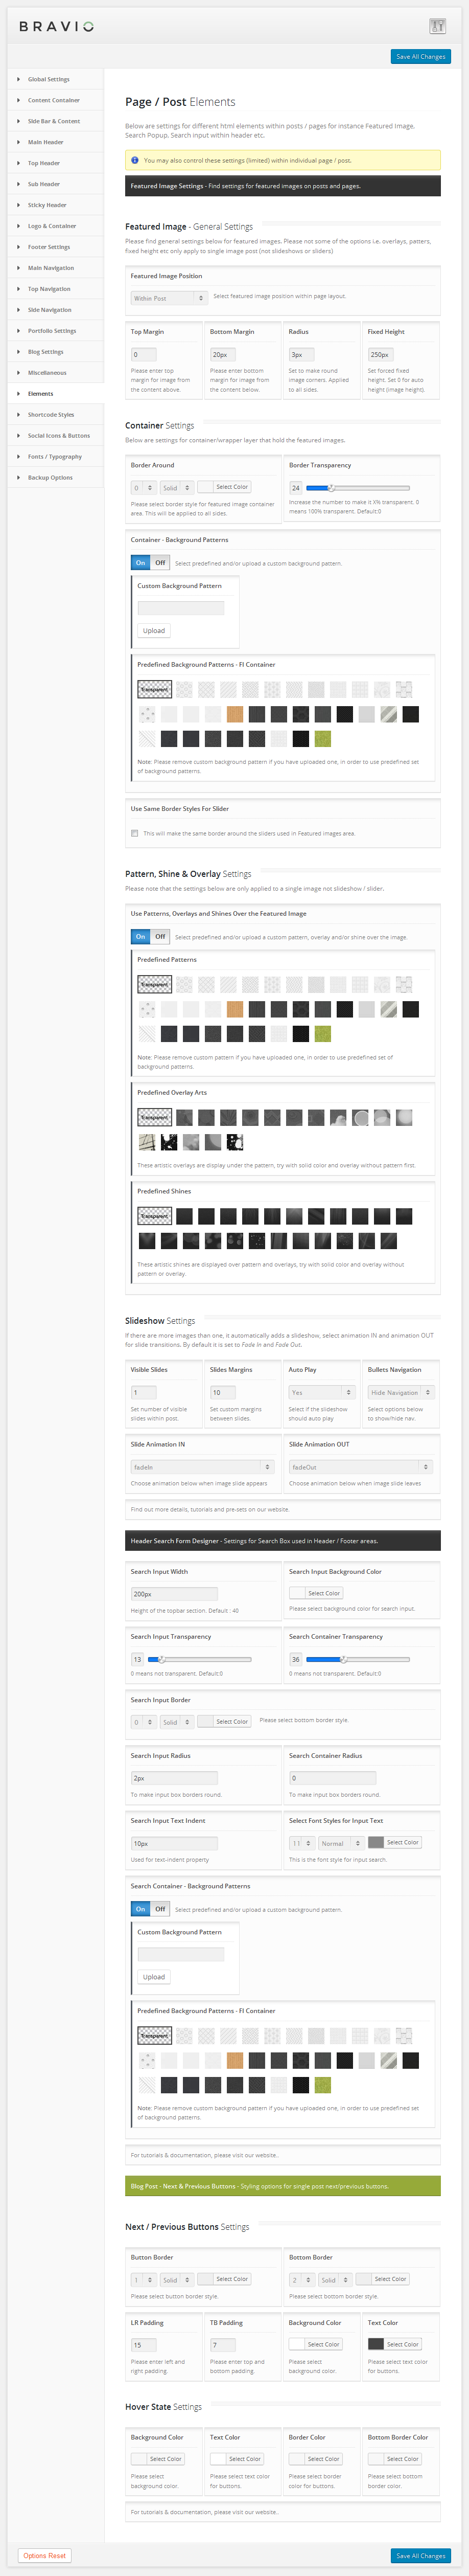 BRAVIO
Save All Changes
Global Settings
Content Container
Side Bar & Content
Main Header
Top Header
Sub Header
Sticky Header
Logo & Container
Footer Settings
Main Navigation
Top Navigation
Side Navigation
Portfolio Settings
Blog Settings
Miscellaneous
Elements
Shortcode Styles
Social Icons & Buttons
Fonts / Typography
Backup Options
Page / Post Elements
Below are settings for different html elements within posts / pages for instance Featured Image,
Search Popup, Search input within header etc.
You may also control these settings (limited) within individual page / post.
Featured Image Settings - Find settings for featured images on posts and pages.
Featured Image - General Settings
Please find general settings below for featured images. Please not some of the options i.e. overlays, patters,
fixed height etc only apply to single image post (not slideshows or sliders)
Featured Image Position
Within Post
Select featured image position within page layout.
Top Margin
0
Please enter top
margin for image from
the content above.
Bottom Margin
20px
Please enter bottom
margin for image from
the content below.
Radius
3px
Set to make round
image corners. Applied
to all sides.
Fixed Height
250px
Set forced fixed
height. Set 0 for auto
height (image height).
Container Settings
Below are settings for container/wrapper layer that hold the featured images.
Border Around
0
Solid
Select Color
Please select border style for featured image container
area. This will be applied to all sides.
Border Transparency
24
Increase the number to make it X% transparent. 0
means 100% transparent. Default:0
Container - Background Patterns
On
Off
Select predefined and/or upload a custom background pattern.
Custom Background Pattern
Upload
Predefined Background Patterns - FI Container
Transparent
Note: Please remove custom background pattern if you have uploaded one, in order to use predefined set
of background patterns.
Use Same Border Styles For Slider
This will make the same border around the sliders used in Featured Images area.
Pattern, Shine & Overlay Settings
Please note that the settings below are only applied to a single image not slideshow / slider.
Use Patterns, Overlays and Shines Over the Featured Image
On
Off
Select predefined and/or upload a custom pattern, overlay and/or shine over the image.
Predefined Patterns
Transparent
Note: Please remove custom pattern if you have uploaded one, in order to use predefined set of
background patterns.
Predefined Overlay Arts
Transparent
These artistic overlays are display under the pattern, try with solid color and overlay without pattern first.
Predefined Shines
Transparent
These artistic shines are displayed over pattern and overlays, try with solid color and overlay without
pattern or overlay.
Slideshow Settings
If there are more images than one, it automatically adds a slideshow, select animation IN and animation OUT
for slide transitions. By default it is set to Fade In and Fade Out.
Visible Slides
1
Set number of visible
slides within post.
Slides Margins
10
Set custom margins
between slides.
Auto Play
Yes
Select if the slideshow
should auto play
Bullets Navigation
Hide Navigation
Select options below
to show/hide nav.
Slide Animation IN
fadeIn
Choose animation below when image slide appears
Slide Animation OUT
fadeOut
Choose animation below when image slide leaves
Find out more details, tutorials and pre-sets on our website.
Header Search Form Designer - Settings for Search Box used in Header / Footer areas.
Search Input Width
200px
Height of the topbar section. Default : 40
Search Input Background Color
Select Color
Please select background color for search input.
Search Input Transparency
13
0 means not transparent. Default:0
Search Container Transparency
36
0 means not transparent. Default:0
Search Input Border
0
Solid
Select Color
Please select bottom border style.
Search Input Radius
2px
To make input box borders round.
Search Container Radius
0
To make input box borders round.
Search Input Text Indent
10px
Used for text-indent property
Select Font Styles for Input Text
11
Normal
Select Color
This is the font style for input search.
Search Container - Background Patterns
On
Off
Select predefined and/or upload a custom background pattern.
Custom Background Pattern
Upload
Predefined Background Patterns - FI Container
Transparent
Note: Please remove custom background pattern if you have uploaded one, in order to use predefined set
of background patterns.
For tutorials & documentation, please visit our website..
Blog Post - Next & Previous Buttons - Styling options for single post next/previous buttons.
Next / Previous Buttons Settings
Button Border
1
Solid
Select Color
Please select button border style.
Bottom Border
2
Solid
Select Color
Please select bottom border style.
LR Padding
15
Please enter left and
right padding.
TB Padding
7
Please enter top and
bottom padding.
Background Color
Select Color
Please select
background color.
Text Color
Select Color
Please select text color
for buttons.
Hover State Settings
Background Color
Select Color
Please select
background color.
Text Color
Select Color
Please select text color
for buttons.
Border Color
Select Color
Please select border
color for buttons.
Bottom Border Color
Select Color
Please select bottom
border color.
For tutorials & documentation, please visit our website..
Options Reset
Save All Changes